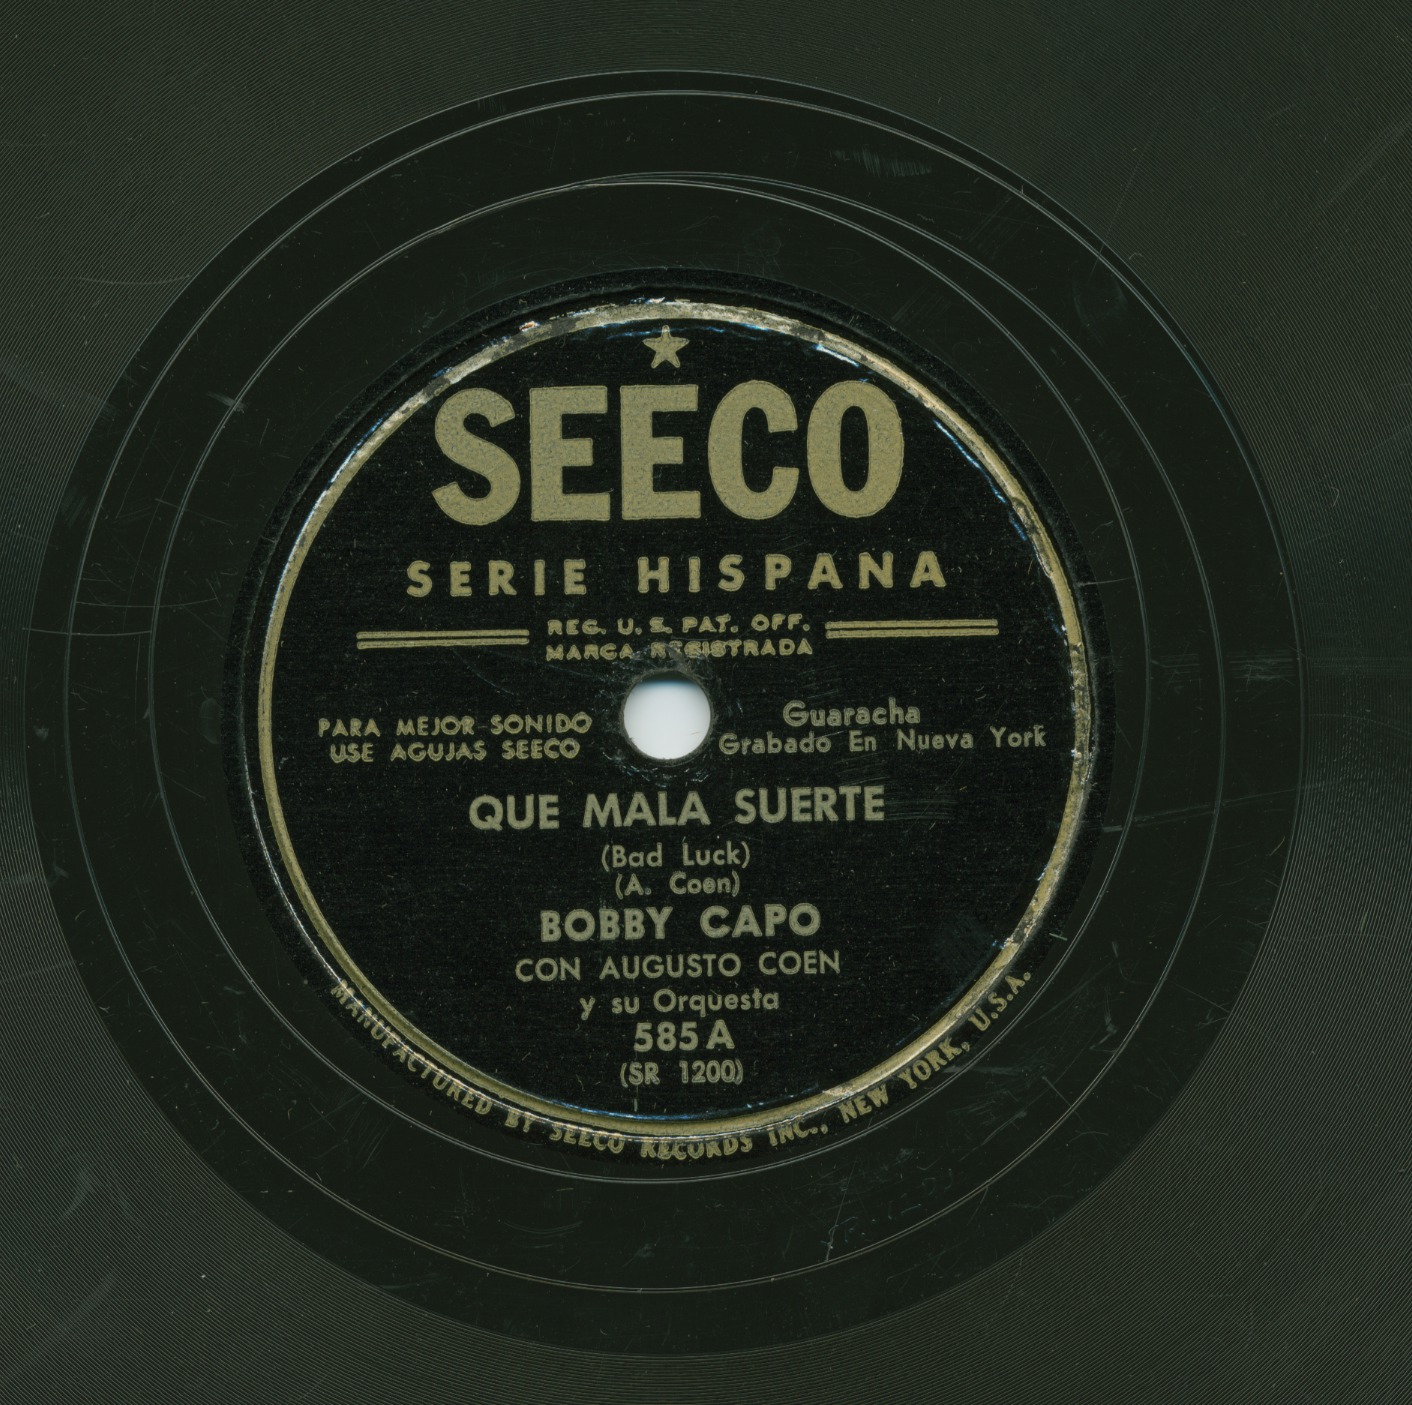 SEECO
SERIE HISPANA
REG. U. S. PAT. OFF.
MARCA REGISTRADA
PARA MEJOR SONIDO
USE AGUJAS SEECO
Guaracha
Grabado En Nueva York
QUE MALA SUERTE
(Bad Luck)
(A. Coen)
BOBBY CAPO
CON AUGUSTO COEN
y su Orquesta
585 A
(SR 1200)
MANUFACTURED BY SEECO RECORDS INC., NEW YORK, U.S.A.